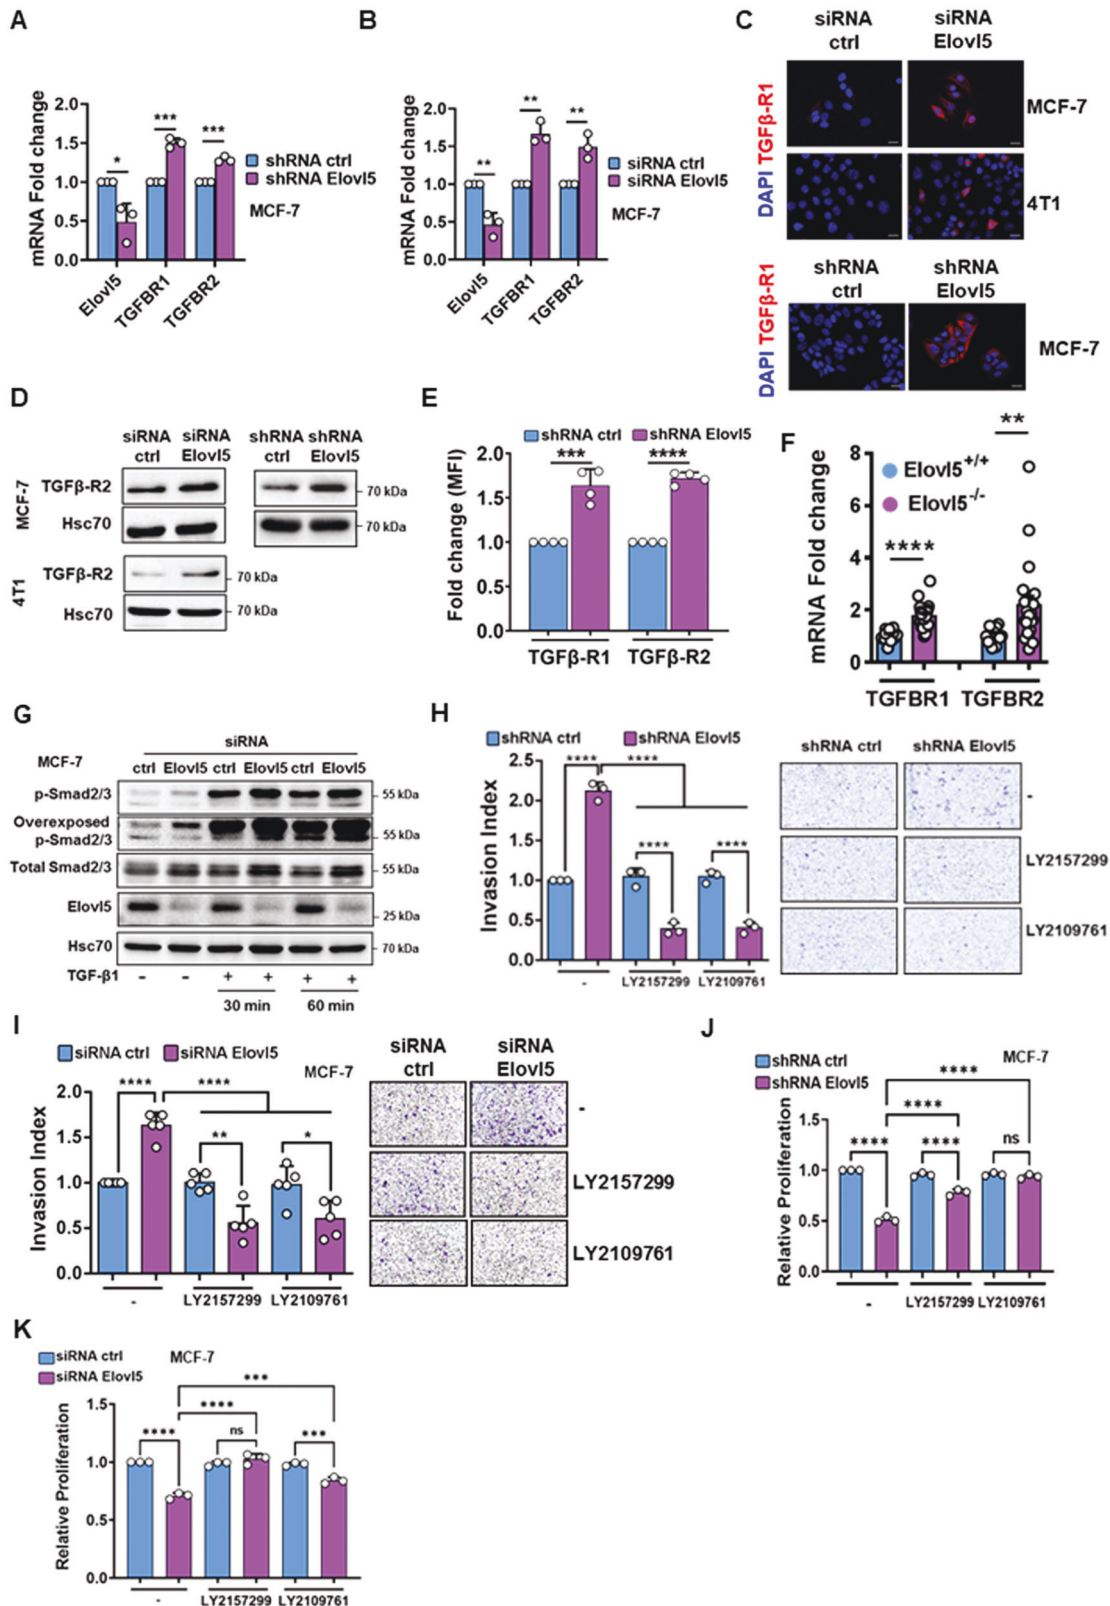 A
mRNA Fold change
2.0
1.5
1.0
0.5
0.0
*
***
***
Elovl5
TGFBR1
TGFBR2
shRNA ctrl
shRNA Elovl5
MCF-7
B
mRNA Fold change
2.0
1.5
1.0
0.5
0.0
**
**
**
Elovl5
TGFBR1
TGFBR2
siRNA ctrl
siRNA Elovl5
MCF-7
C
siRNA ctrl
siRNA Elovl5
DAPI TGFβ-R1
MCF-7
4T1
shRNA ctrl
shRNA Elovl5
DAPI TGFβ-R1
MCF-7
D
siRNA ctrl
siRNA Elovl5
shRNA ctrl
shRNA Elovl5
MCF-7
TGFβ-R2
70 kDa
Hsc70
70 kDa
4T1
TGFβ-R2
70 kDa
Hsc70
70 kDa
E
shRNA ctrl
shRNA Elovl5
Fold change (MFI)
2.0
1.5
1.0
0.5
0.0
***
****
TGFβ-R1
TGFβ-R2
F
mRNA Fold change
8
6
4
2
0
Elovl5+/+
Elovl5-/-
****
**
TGFBR1
TGFBR2
G
siRNA
MCF-7
ctrl Elovl5 ctrl Elovl5 ctrl Elovl5
p-Smad2/3
55 kDa
Overexposed
p-Smad2/3
55 kDa
Total Smad2/3
55 kDa
Elovl5
25 kDa
Hsc70
70 kDa
TGF-β1 - - + + + +
30 min
60 min
H
shRNA ctrl
shRNA Elovl5
Invasion Index
2.5
2.0
1.5
1.0
0.5
0.0
****
****
****
****
-
LY2157299
LY2109761
shRNA ctrl
shRNA Elovl5
-
LY2157299
LY2109761
I
siRNA ctrl
siRNA Elovl5
MCF-7
Invasion Index
2.0
1.5
1.0
0.5
0.0
****
****
**
*
-
LY2157299
LY2109761
siRNA ctrl
siRNA Elovl5
-
LY2157299
LY2109761
J
shRNA ctrl
shRNA Elovl5
MCF-7
Relative Proliferation
1.5
1.0
0.5
0.0
****
****
****
****
ns
-
LY2157299
LY2109761
K
siRNA ctrl
siRNA Elovl5
MCF-7
Relative Proliferation
1.5
1.0
0.5
0.0
***
****
****
ns
***
-
LY2157299
LY2109761